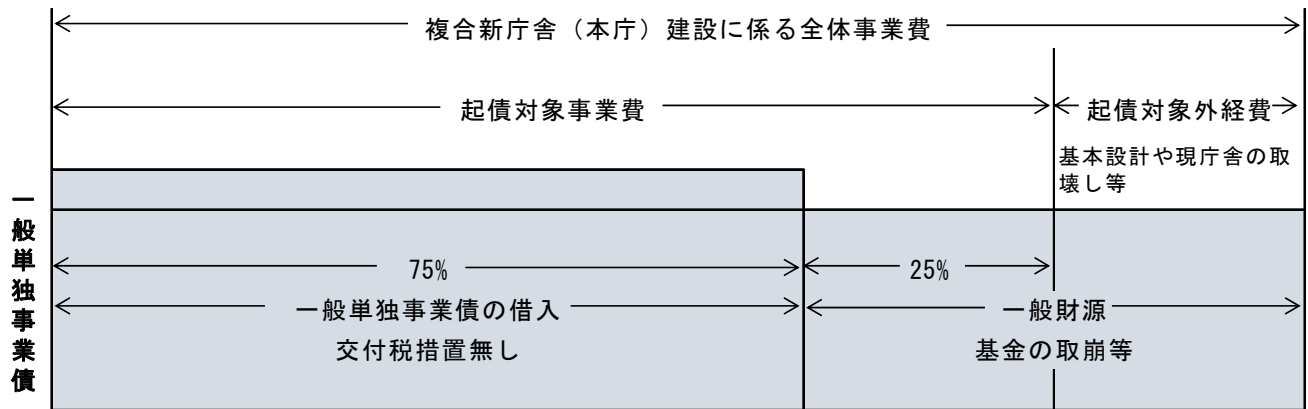 複合新庁舎（本庁）建設に係る全体事業費
起債対象事業費
起債対象外経費
基本設計や現庁舎の取
壊し等
一般単独事業債
75%
25%
一般単独事業債の借入
一般財源
交付税措置無し
基金の取崩等